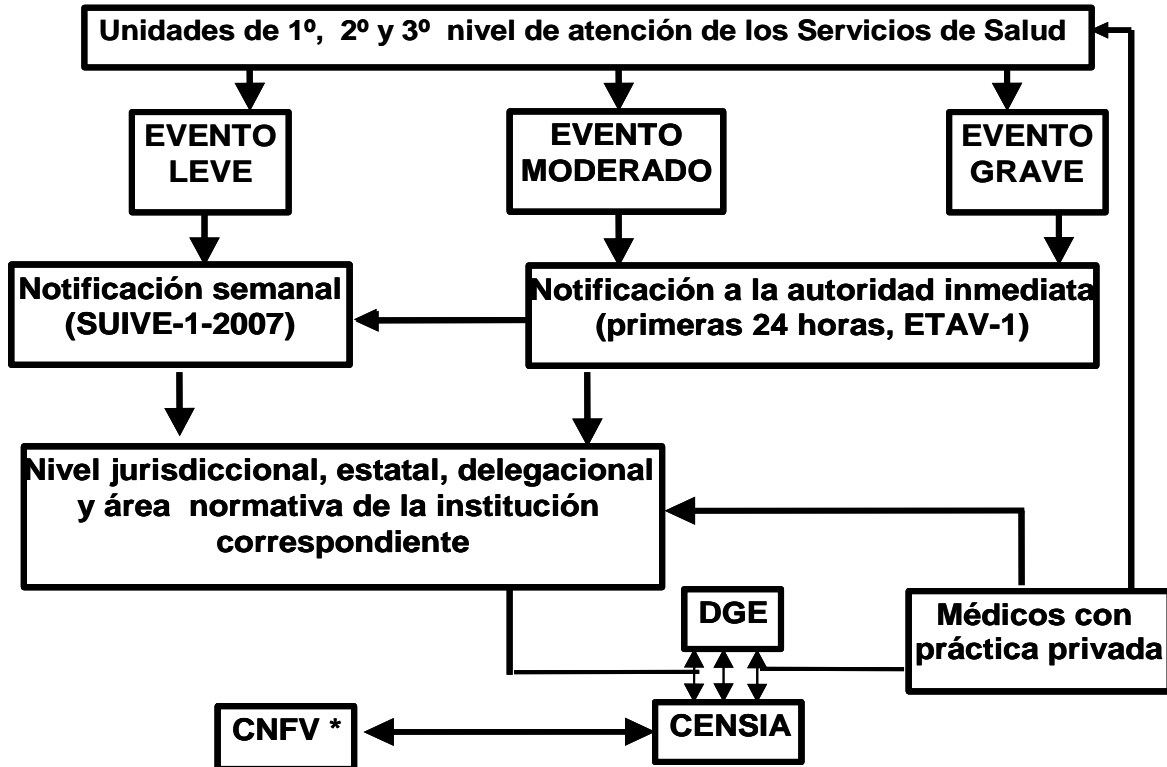 Unidades de 1º, 2º y 3º nivel de atención de los Servicios de Salud
EVENTO
LEVE
EVENTO
MODERADO
EVENTO
GRAVE
Notificación semanal
(SUIVE-1-2007)
Notificación a la autoridad inmediata
(primeras 24 horas, ETAV-1)
Nivel jurisdiccional, estatal, delegacional
y área normativa de la institución
correspondiente
DGE
Médicos con
práctica privada
CNFV *
CENSIA